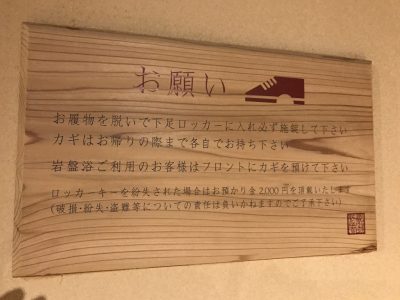 お願い
お履物を脱いで下足ロッカーに入れ必ず施錠して下さい
カギはお帰りの際まで各自でお持ち下さい
岩盤浴ご利用のお客様はフロントにカギを預けて下さい
ロッカーキーを紛失された場合はお預かり金2,000円を頂戴いたします
(破損・紛失・盗難等についての責任は負いかねますのでご了承下さい)